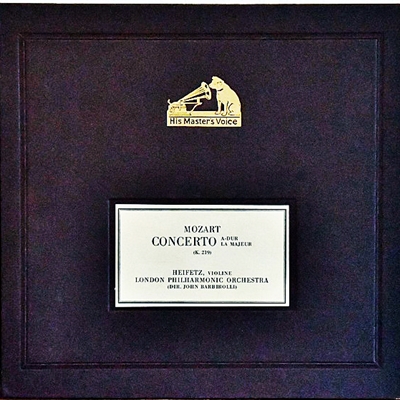 His Master's Voice
MOZART
CONCERTO A-DUR
LA MAJEUR
(K. 219)
HEIFETZ, VIOLINE
LONDON PHILHARMONIC ORCHESTRA
(DIR. JOHN BARBIROLLI)